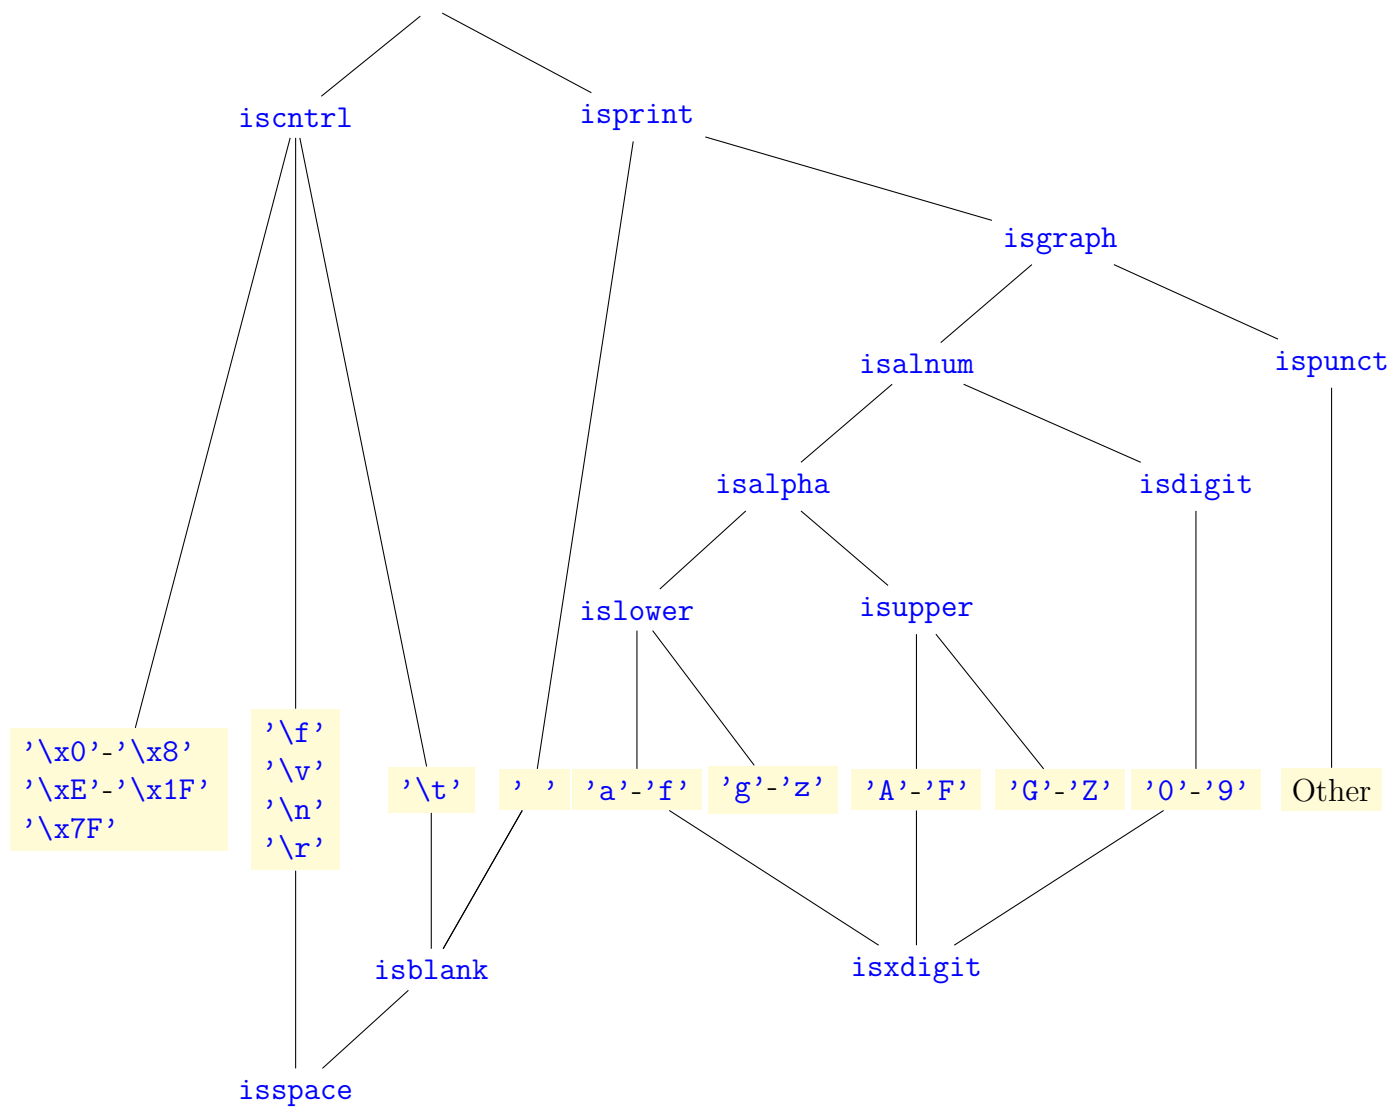 iscntrl
isprint
isgraph
isalnum
ispunct
isalpha
isdigit
islower
isupper
'\x0'-'\x8'
'\xE'-'\x1F'
'\x7F'
'\f'
'\v'
'\n'
'\r'
'\t'
' '
'a'-'f'
'g'-'z'
'A'-'F'
'G'-'Z'
'0'-'9'
Other
isblank
isxdigit
isspace